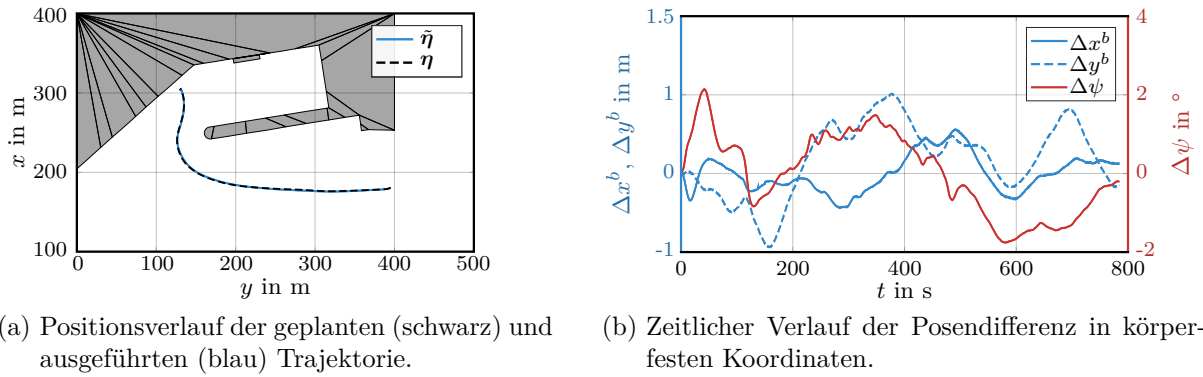 400
300
200
100
0
100
200
300
400
500
x in m
y in m
η̃
η
1.5
1
0
-1
4
2
0
-2
0
200
400
600
800
Δx^b, Δy^b in m
Δψ in °
t in s
Δx^b
Δy^b
Δψ
a) Positionsverlauf der geplanten (schwarz) und
ausgeführten (blau) Trajektorie.
(b) Zeitlicher Verlauf der Posendifferenz in körper-
festen Koordinaten.